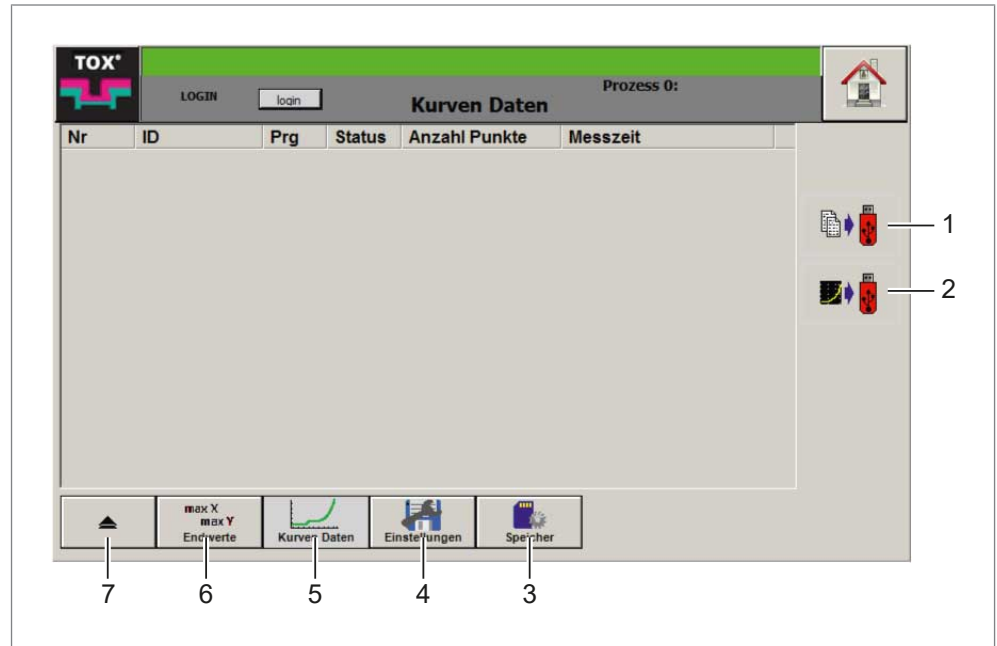 TOX®
LOGIN
login
Kurven Daten
Prozess 0:
Nr ID Prg Status Anzahl Punkte Messzeit
1
2
max X
max Y
Endwerte
Kurven Daten
Einstellungen
Speicher
7 6 5 4 3